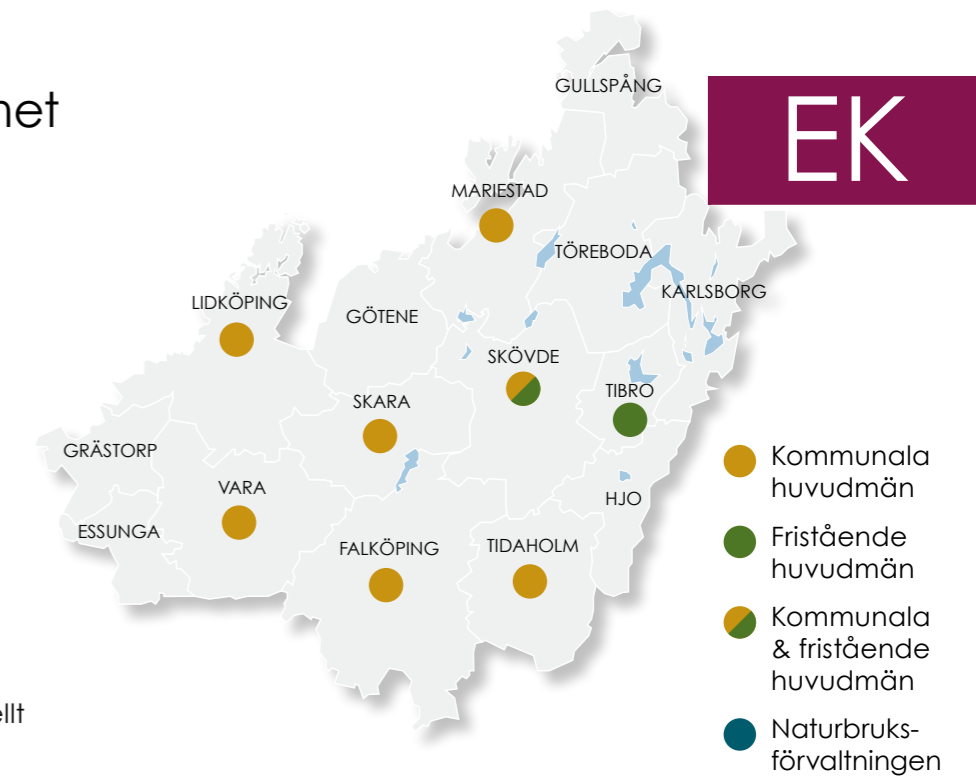 net
GULLSPÅNG
EK
MARIESTAD
TÖREBODA
KARLSBORG
LIDKÖPING
GÖTENE
SKÖVDE
TIBRO
SKARA
GRÄSTORP
VARA
HJO
ESSUNGA
FALKÖPING
TIDAHOLM
Kommunala
huvudmän
Fristående
huvudmän
Kommunala
& fristående
huvudmän
Naturbruks-
förvaltningen
ellt